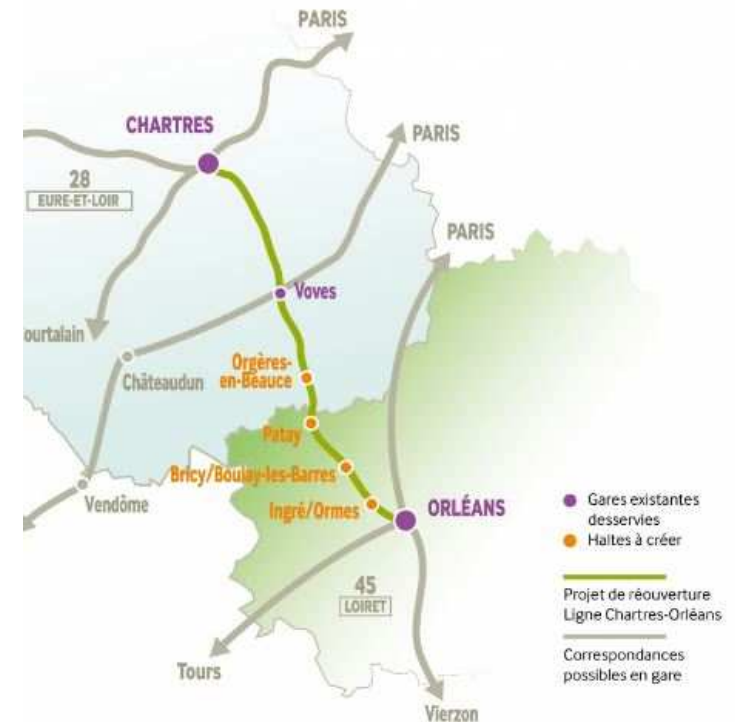 PARIS
CHARTRES
PARIS
28
EURE-ET-LOIR
PARIS
Voves
ourtalain
Châteaudun
Orgères-
en-Beauce
Patay
Bricy/Boulay-les-Barres
Vendôme
Ingré/Ormes
ORLÉANS
45
LOIRET
Tours
Vierzon
Gares existantes
desservies
Haltes à créer
Projet de réouverture
Ligne Chartres-Orléans
Correspondances
possibles en gare